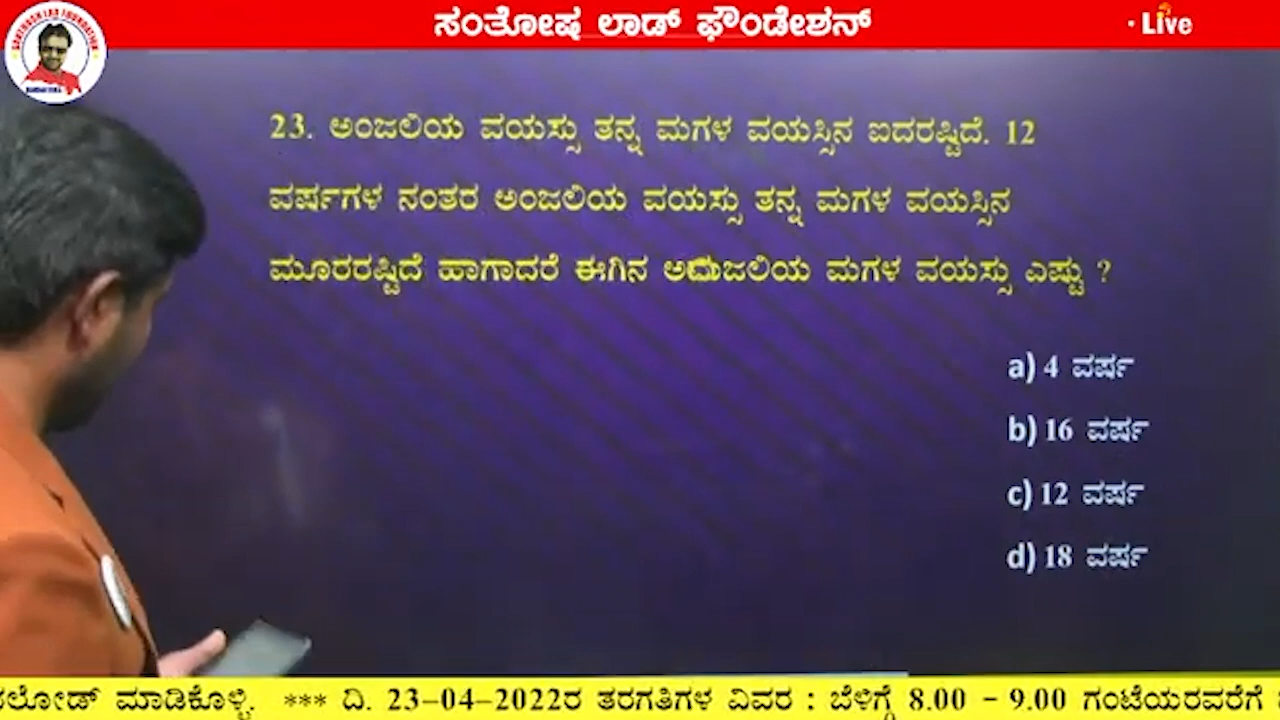 ಸಂತೋಷ ಲಾಡ್ ಫೌಂಡೇಶನ್
· Live
23. ಅಂಜಲಿಯ ವಯಸ್ಸು ತನ್ನ ಮಗಳ ವಯಸ್ಸಿನ ಐದರಷ್ಟಿದೆ. 12
ವರ್ಷಗಳ ನಂತರ ಅಂಜಲಿಯ ವಯಸ್ಸು ತನ್ನ ಮಗಳ ವಯಸ್ಸಿನ
ಮೂರರಷ್ಟಿದೆ ಹಾಗಾದರೆ ಈಗಿನ ಮಗಳ ವಯಸ್ಸು ಎಷ್ಟು ?
a) 4 ವರ್ಷ
b) 16 ವರ್ಷ
c) 12 ವರ್ಷ
d) 18 ವರ್ಷ
ಮಾಡಿಕೊಳ್ಳಿ. *** ದಿ. 23–04–2022ರ ತರಗತಿಗಳ ವಿವರ : ಬೆಳಿಗ್ಗೆ 8.00 – 9.00 ಗಂಟೆಯರವರೆಗೆ